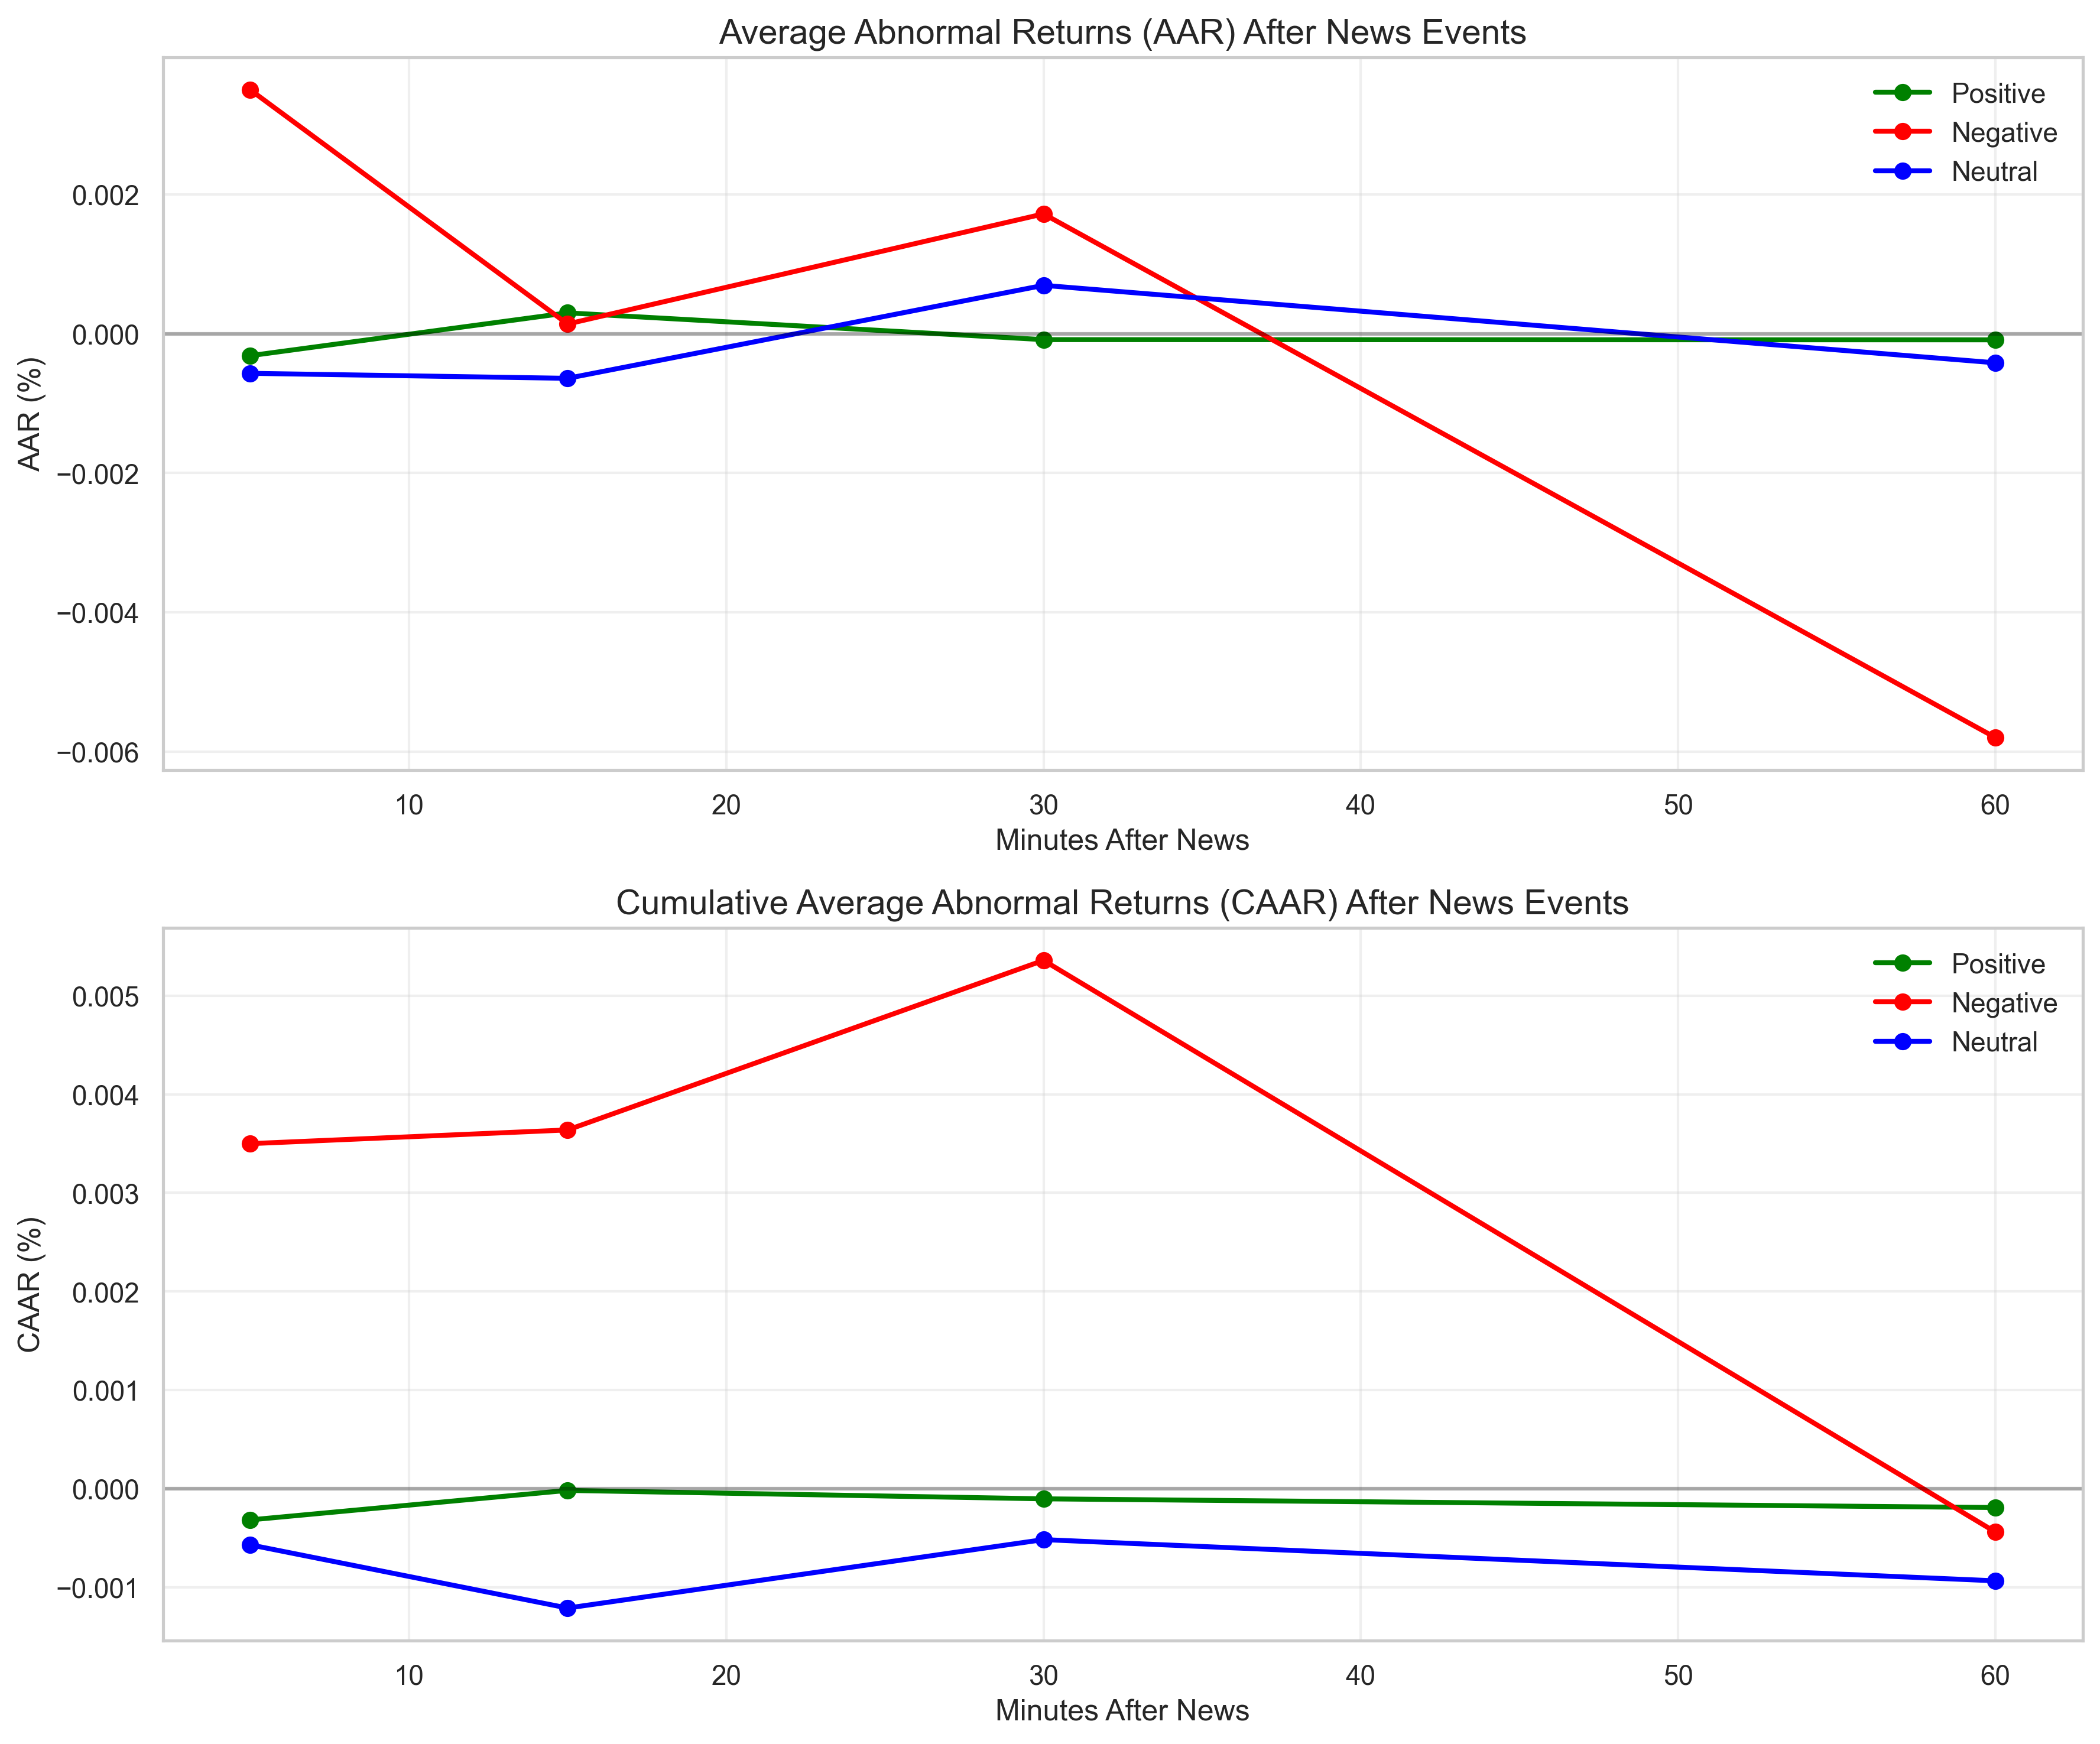 Average Abnormal Returns (AAR) After News Events
Positive
Negative
Neutral
0.002
0.000
−0.002
−0.004
−0.006
AAR (%)
10 20 30 40 50 60
Minutes After News
Cumulative Average Abnormal Returns (CAAR) After News Events
Positive
Negative
Neutral
0.005
0.004
0.003
0.002
0.001
0.000
−0.001
CAAR (%)
10 20 30 40 50 60
Minutes After News